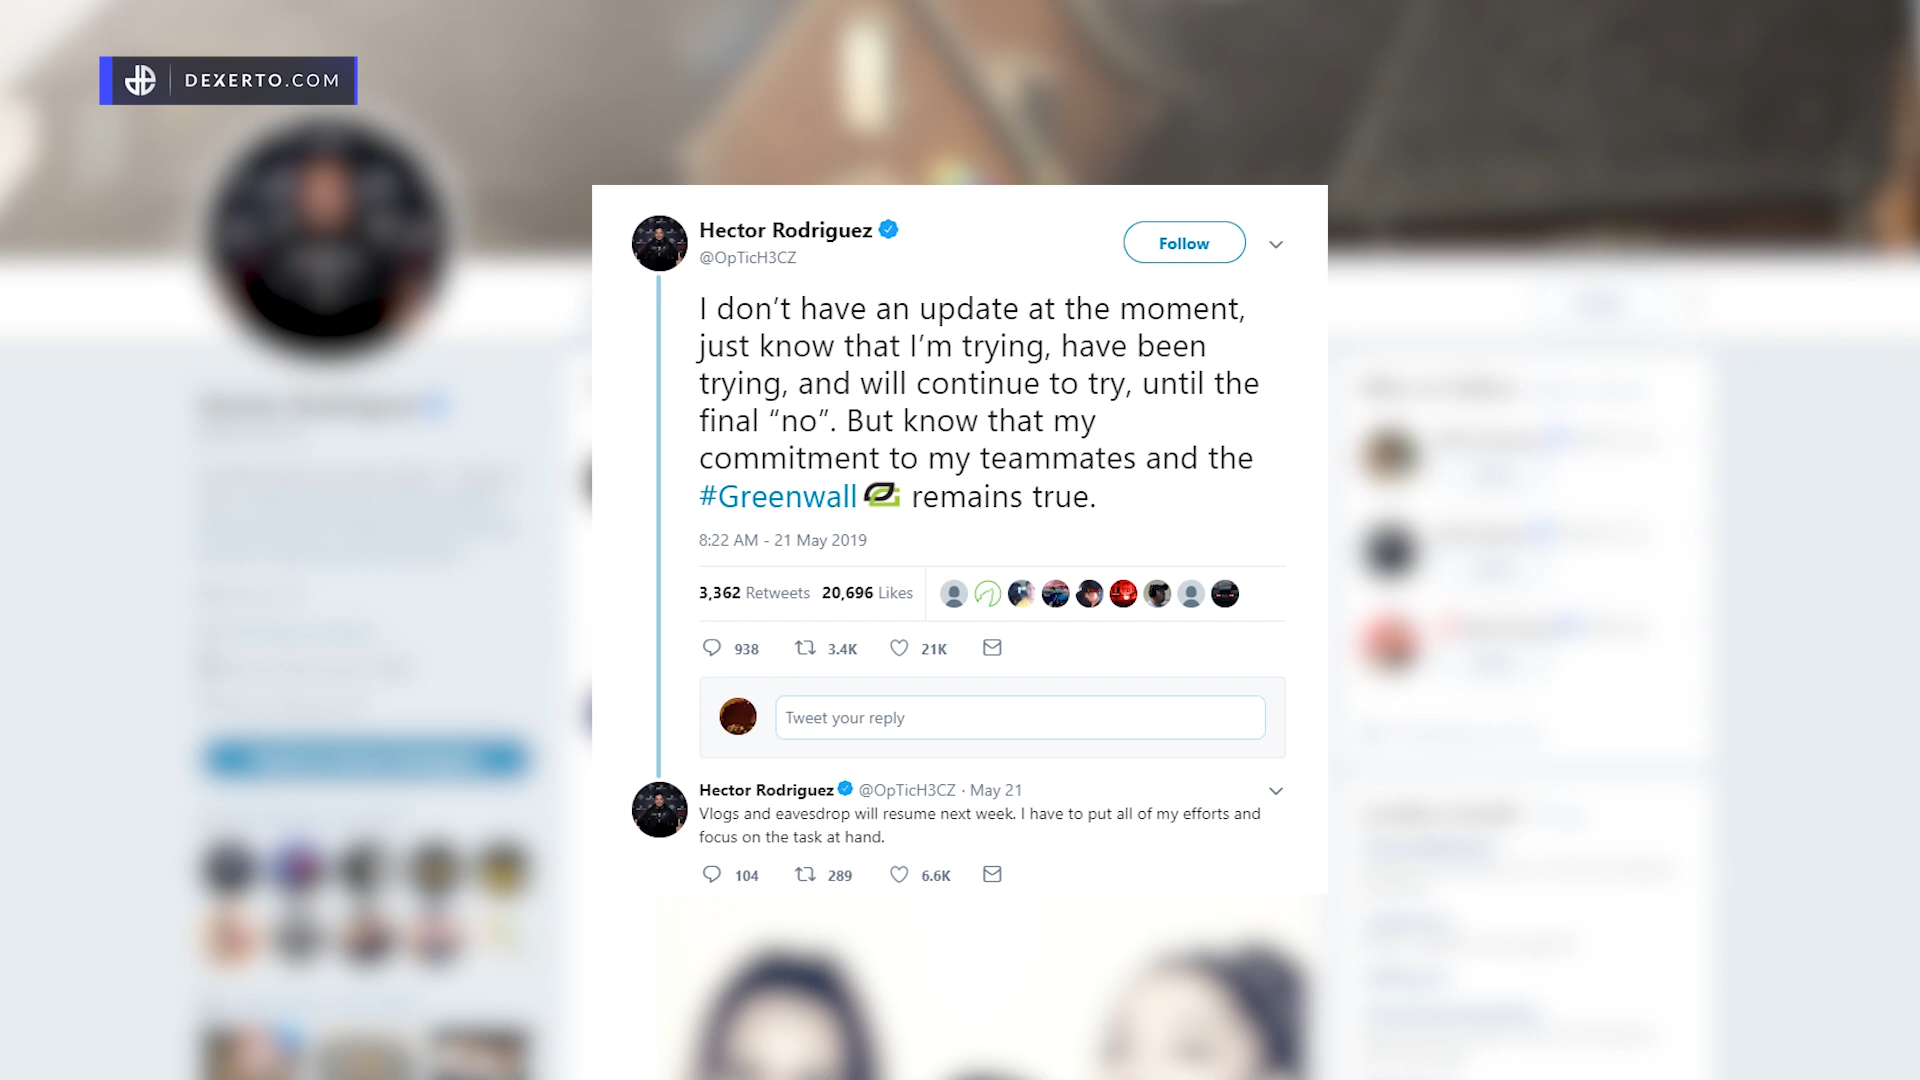 DEXERTO.COM
Hector Rodriguez
@OpTicH3CZ
Follow
I don’t have an update at the moment,
just know that I’m trying, have been
trying, and will continue to try, until the
final “no”. But know that my
commitment to my teammates and the
#Greenwall remains true.
8:22 AM - 21 May 2019
3,362 Retweets 20,696 Likes
938 3.4K 21K
Tweet your reply
Hector Rodriguez @OpTicH3CZ · May 21
Vlogs and eavesdrop will resume next week. I have to put all of my efforts and
focus on the task at hand.
104 289 6.6K